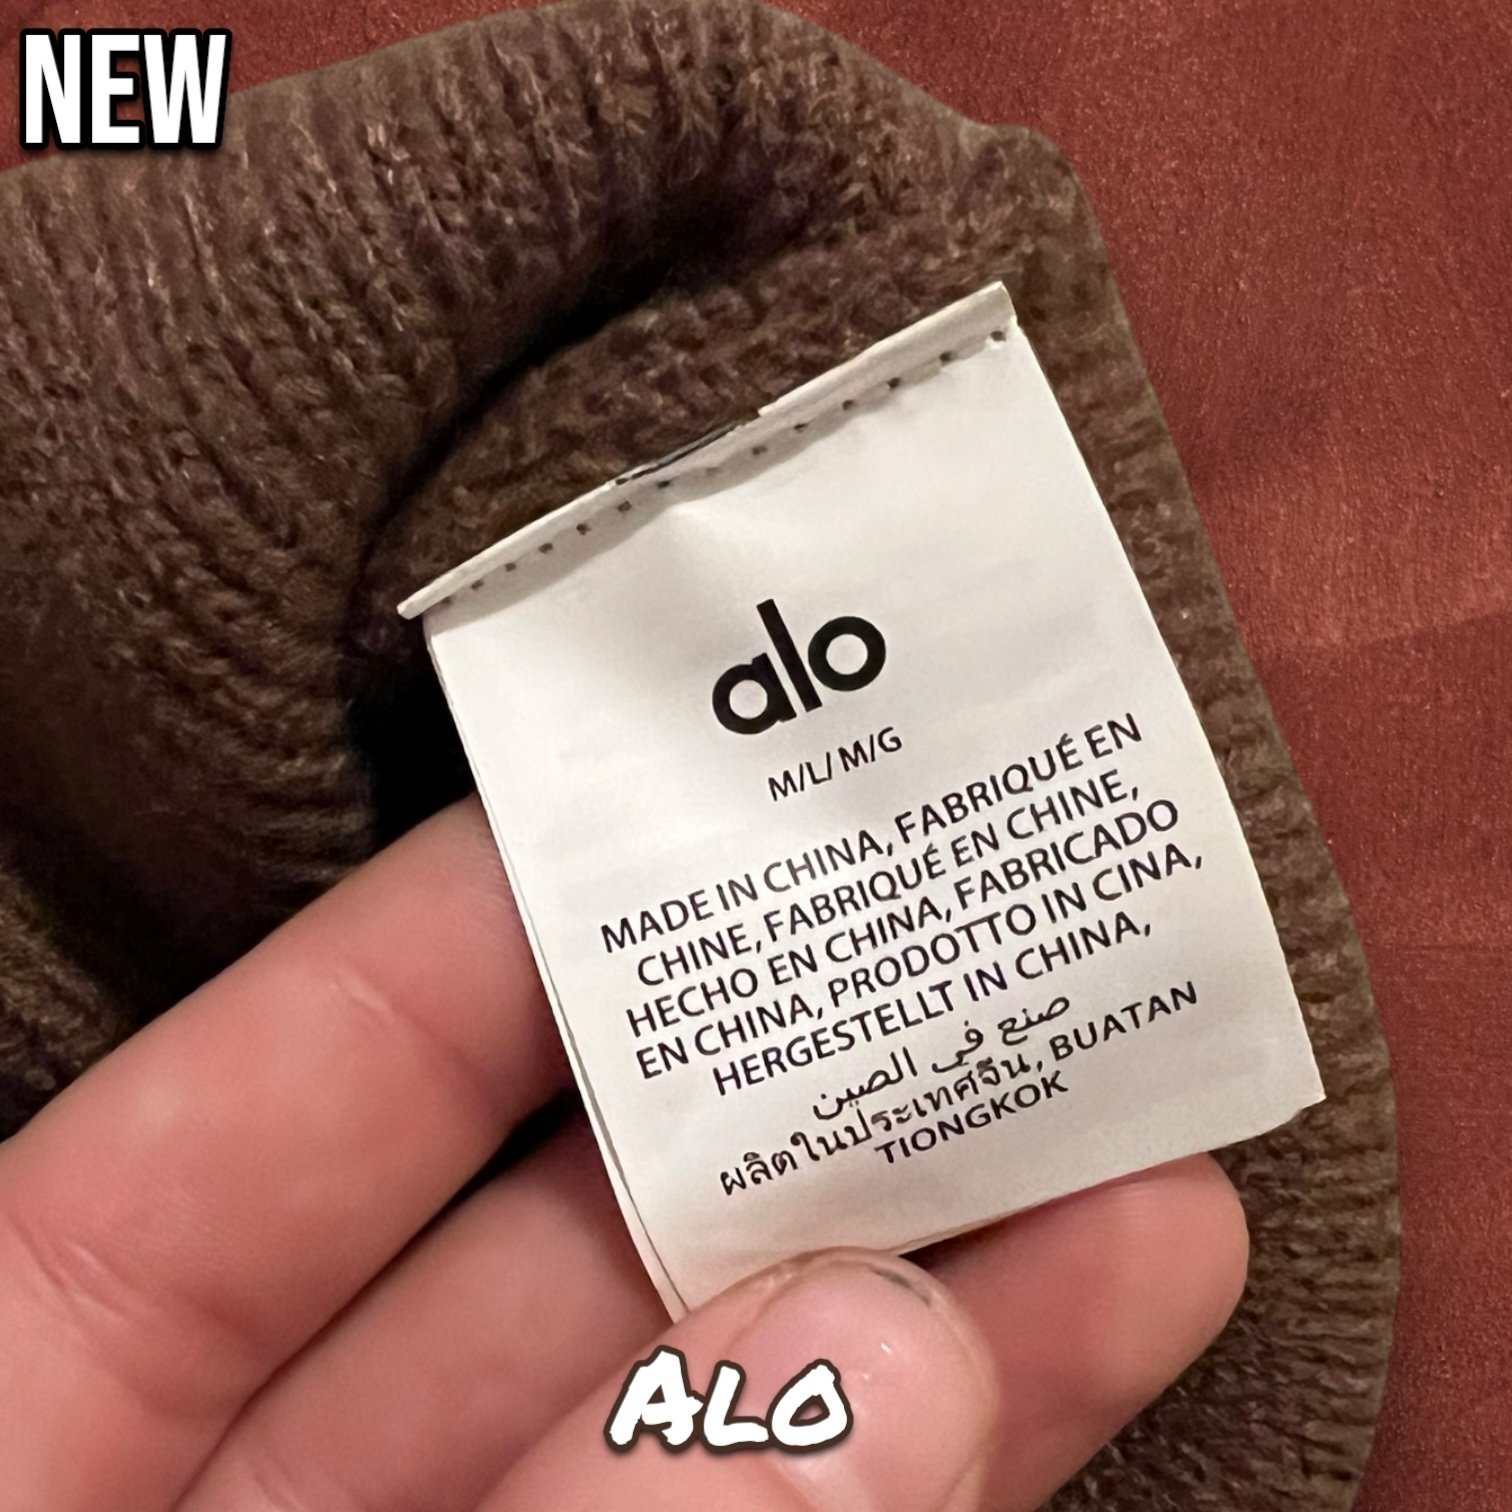 NEW
alo
M/L/ M/G
MADE IN CHINA, FABRIQUÉ EN
CHINE, FABRIQUÉ EN CHINE,
HECHO EN CHINA, FABRICADO
EN CHINA, PRODOTTO IN CINA,
HERGESTELLT IN CHINA,
صنع في الصين
ผลิตในประเทศจีน, BUATAN
TIONGKOK
ALO